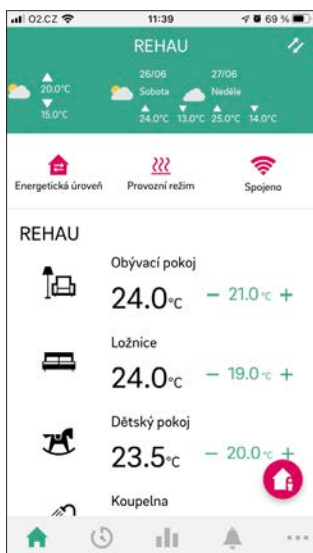 O2.CZ 11:39 69 %
REHAU
26/06 27/06
20.0°C Sobota Neděle
15.0°C 24.0°C 13.0°C 25.0°C 14.0°C
Energetická úroveň Provozní režim Spojeno
REHAU
Obývací pokoj
24.0°C − 21.0°C +
Ložnice
24.0°C − 19.0°C +
Dětský pokoj
23.5°C − 20.0°C +
Koupelna